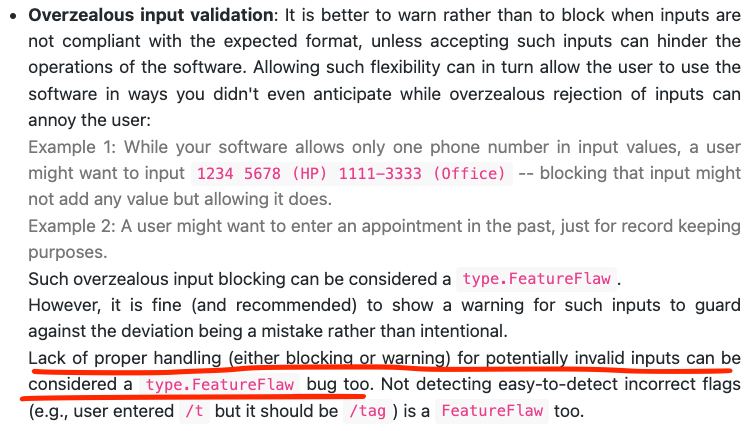 • Overzealous input validation: It is better to warn rather than to block when inputs are
not compliant with the expected format, unless accepting such inputs can hinder the
operations of the software. Allowing such flexibility can in turn allow the user to use the
software in ways you didn't even anticipate while overzealous rejection of inputs can
annoy the user:
Example 1: While your software allows only one phone number in input values, a user
might want to input 1234 5678 (HP) 1111-3333 (Office) -- blocking that input might
not add any value but allowing it does.
Example 2: A user might want to enter an appointment in the past, just for record keeping
purposes.
Such overzealous input blocking can be considered a type.FeatureFlaw.
However, it is fine (and recommended) to show a warning for such inputs to guard
against the deviation being a mistake rather than intentional.
Lack of proper handling (either blocking or warning) for potentially invalid inputs can be
considered a type.FeatureFlaw bug too. Not detecting easy-to-detect incorrect flags
(e.g., user entered /t but it should be /tag) is a FeatureFlaw too.